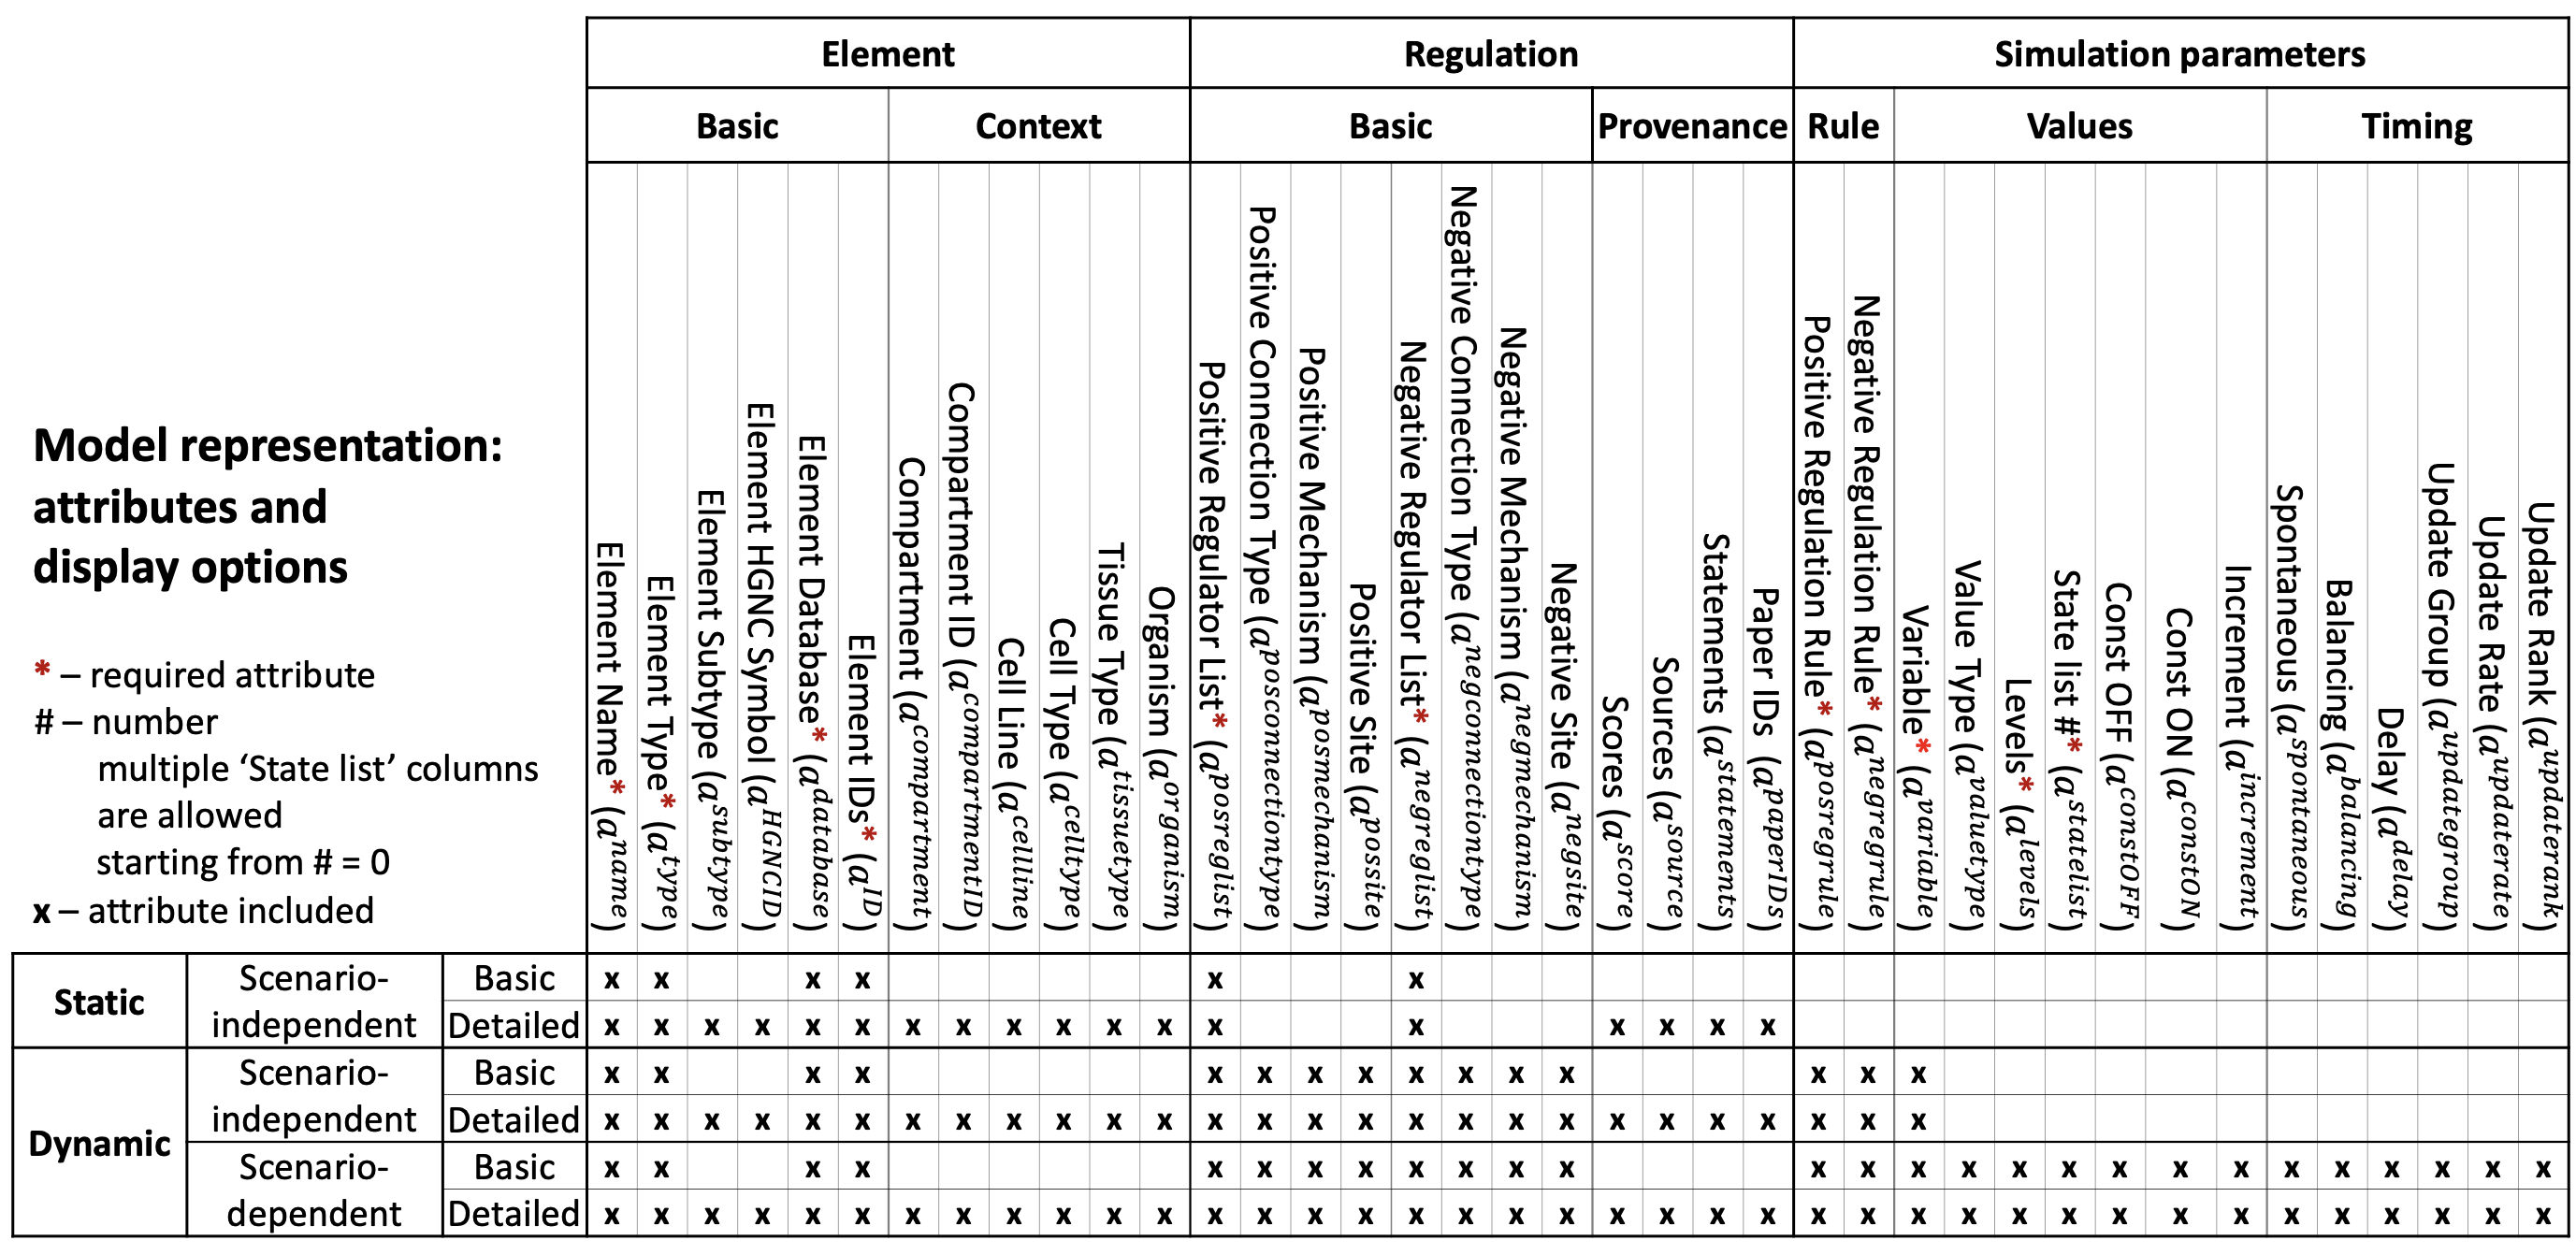 Element Regulation Simulation parameters
Basic Context Basic Provenance Rule Values Timing
Model representation:
attributes and
display options
* – required attribute
# – number
multiple ‘State list’ columns
are allowed
starting from # = 0
x – attribute included
Element Name* (a^name)
Element Type* (a^type)
Element Subtype (a^subtype)
Element HGNC Symbol (a^HGNCID)
Element Database* (a^database)
Element IDs* (a^ID)
Compartment (a^compartment)
Compartment ID (a^compartmentID)
Cell Line (a^cellline)
Cell Type (a^celltype)
Tissue Type (a^tissuetype)
Organism (a^organism)
Positive Regulator List* (a^posreglist)
Positive Connection Type (a^posconnectiontype)
Positive Mechanism (a^posmechanism)
Positive Site (a^possite)
Negative Regulator List* (a^negreglist)
Negative Connection Type (a^negconnectiontype)
Negative Mechanism (a^negmechanism)
Negative Site (a^negsite)
Scores (a^score)
Sources (a^source)
Statements (a^statements)
Paper IDs (a^paperIDs)
Positive Regulation Rule* (a^posregrule)
Negative Regulation Rule* (a^negregrule)
Variable* (a^variable)
Value Type (a^valuetype)
Levels* (a^levels)
State list #* (a^statelist)
Const OFF (a^constOFF)
Const ON (a^constON)
Increment (a^increment)
Spontaneous (a^spontaneous)
Balancing (a^balancing)
Delay (a^delay)
Update Group (a^updategroup)
Update Rate (a^updaterate)
Update Rank (a^updaterank)
Static
Scenario-
independent
Basic x x x x x x
Detailed x x x x x x x x x x x x x x x x x x
Dynamic
Scenario-
independent
Basic x x x x x x x x x x x x x x x
Detailed x x x x x x x x x x x x x x x x x x x x x x x x x x x
Scenario-
dependent
Basic x x x x x x x x x x x x x x x x x x x x x x x x x x x
Detailed x x x x x x x x x x x x x x x x x x x x x x x x x x x x x x x x x x x x x x x